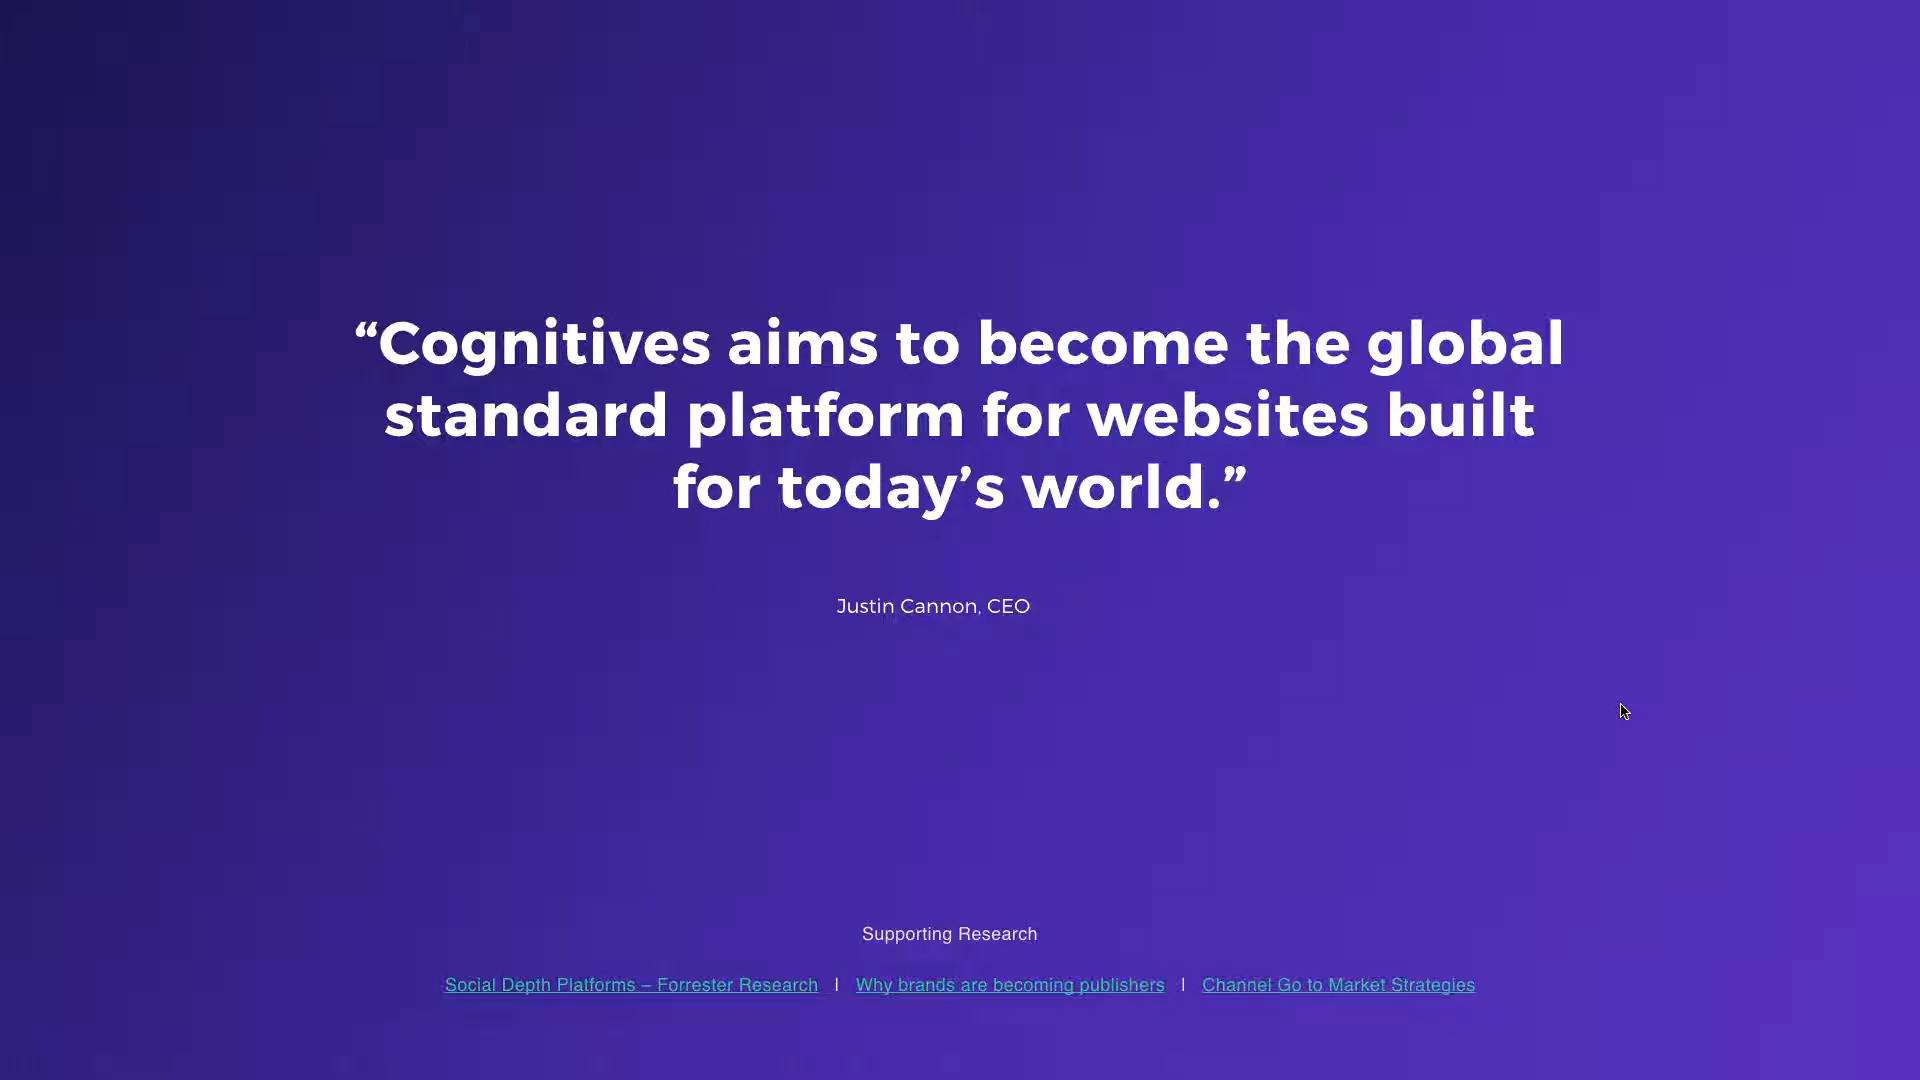 “Cognitives aims to become the global
standard platform for websites built
for today’s world.”
Justin Cannon, CEO
Supporting Research
Social Depth Platforms – Forrester Research | Why brands are becoming publishers | Channel Go to Market Strategies